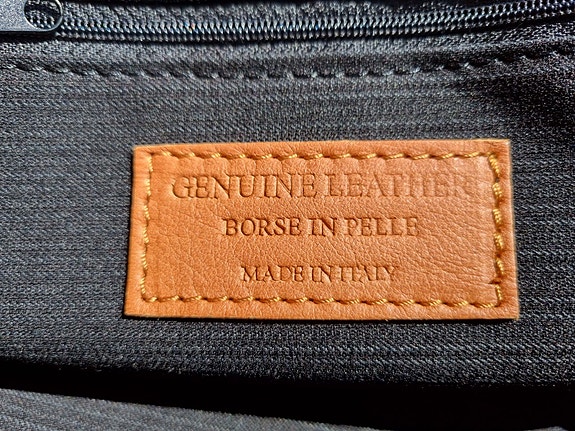 GENUINE LEATHER
BORSE IN PELLE
MADE IN ITALY